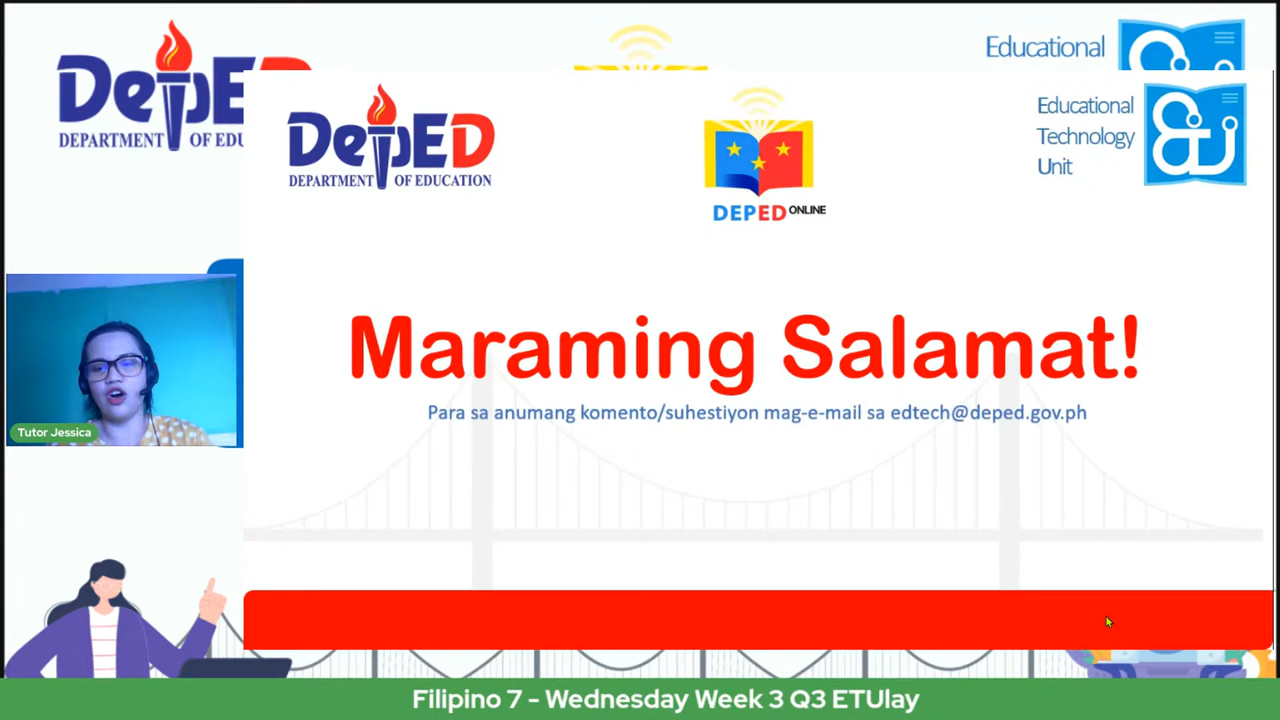 DepED
DEPARTMENT OF EDU
Educational
DepED
DEPARTMENT OF EDUCATION
DEPED ONLINE
Educational
Technology
Unit
Maraming Salamat!
Para sa anumang komento/suhestiyon mag-e-mail sa edtech@deped.gov.ph
Tutor Jessica
Filipino 7 - Wednesday Week 3 Q3 ETUlay